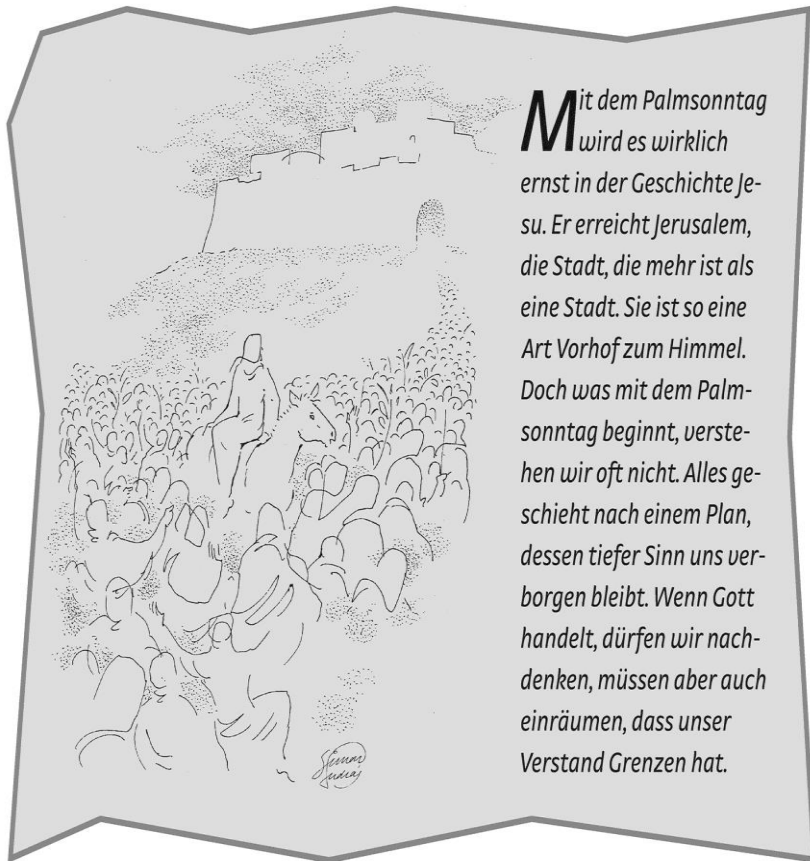 Mit dem Palmsonntag
wird es wirklich
ernst in der Geschichte Je-
su. Er erreicht Jerusalem,
die Stadt, die mehr ist als
eine Stadt. Sie ist so eine
Art Vorhof zum Himmel.
Doch was mit dem Palm-
sonntag beginnt, verste-
hen wir oft nicht. Alles ge-
schieht nach einem Plan,
dessen tiefer Sinn uns ver-
borgen bleibt. Wenn Gott
handelt, dürfen wir nach-
denken, müssen aber auch
einräumen, dass unser
Verstand Grenzen hat.